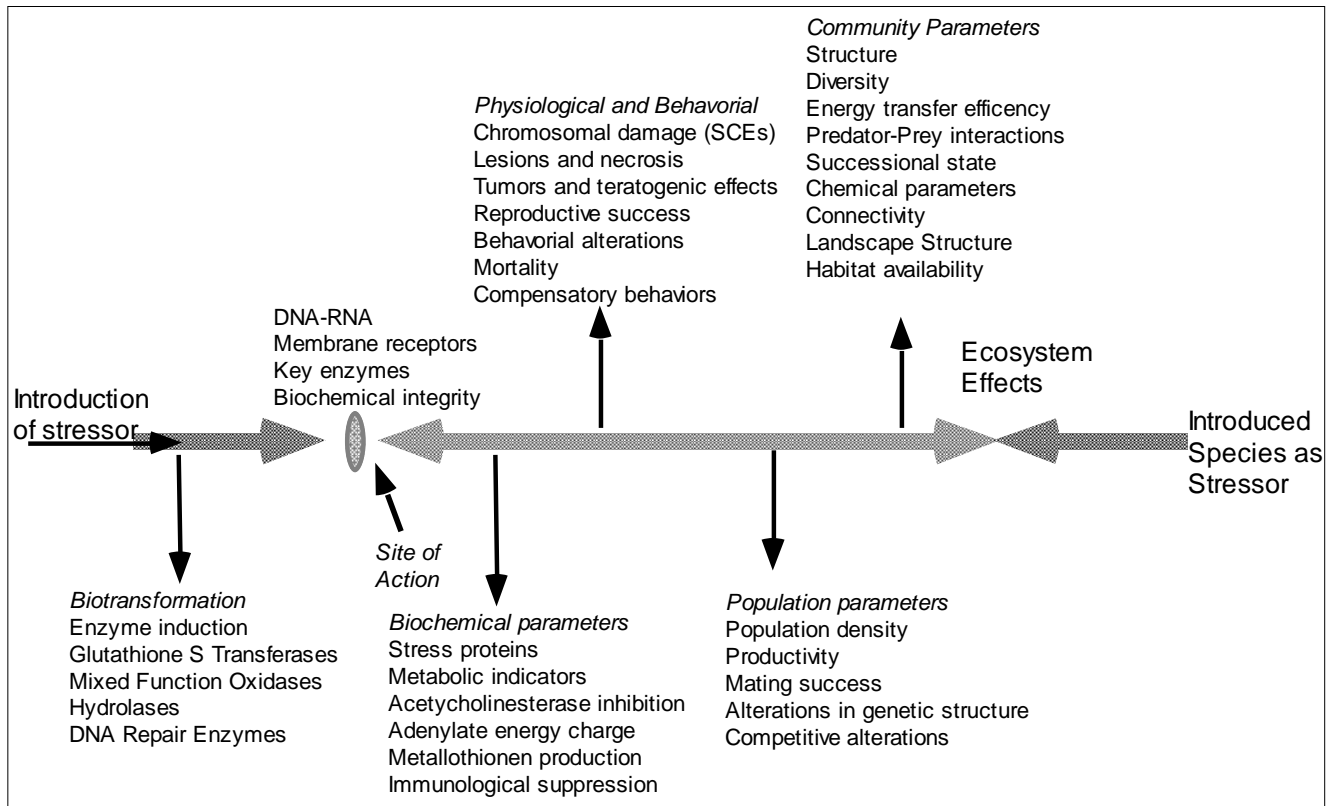 Community Parameters
Structure
Diversity
Energy transfer efficency
Predator-Prey interactions
Successional state
Chemical parameters
Connectivity
Landscape Structure
Habitat availability
Physiological and Behavorial
Chromosomal damage (SCEs)
Lesions and necrosis
Tumors and teratogenic effects
Reproductive success
Behavorial alterations
Mortality
Compensatory behaviors
DNA-RNA
Membrane receptors
Key enzymes
Biochemical integrity
Introduction
of stressor
Ecosystem
Effects
Introduced
Species as
Stressor
Site of
Action
Biotransformation
Enzyme induction
Glutathione S Transferases
Mixed Function Oxidases
Hydrolases
DNA Repair Enzymes
Biochemical parameters
Stress proteins
Metabolic indicators
Acetycholinesterase inhibition
Adenylate energy charge
Metallothionen production
Immunological suppression
Population parameters
Population density
Productivity
Mating success
Alterations in genetic structure
Competitive alterations